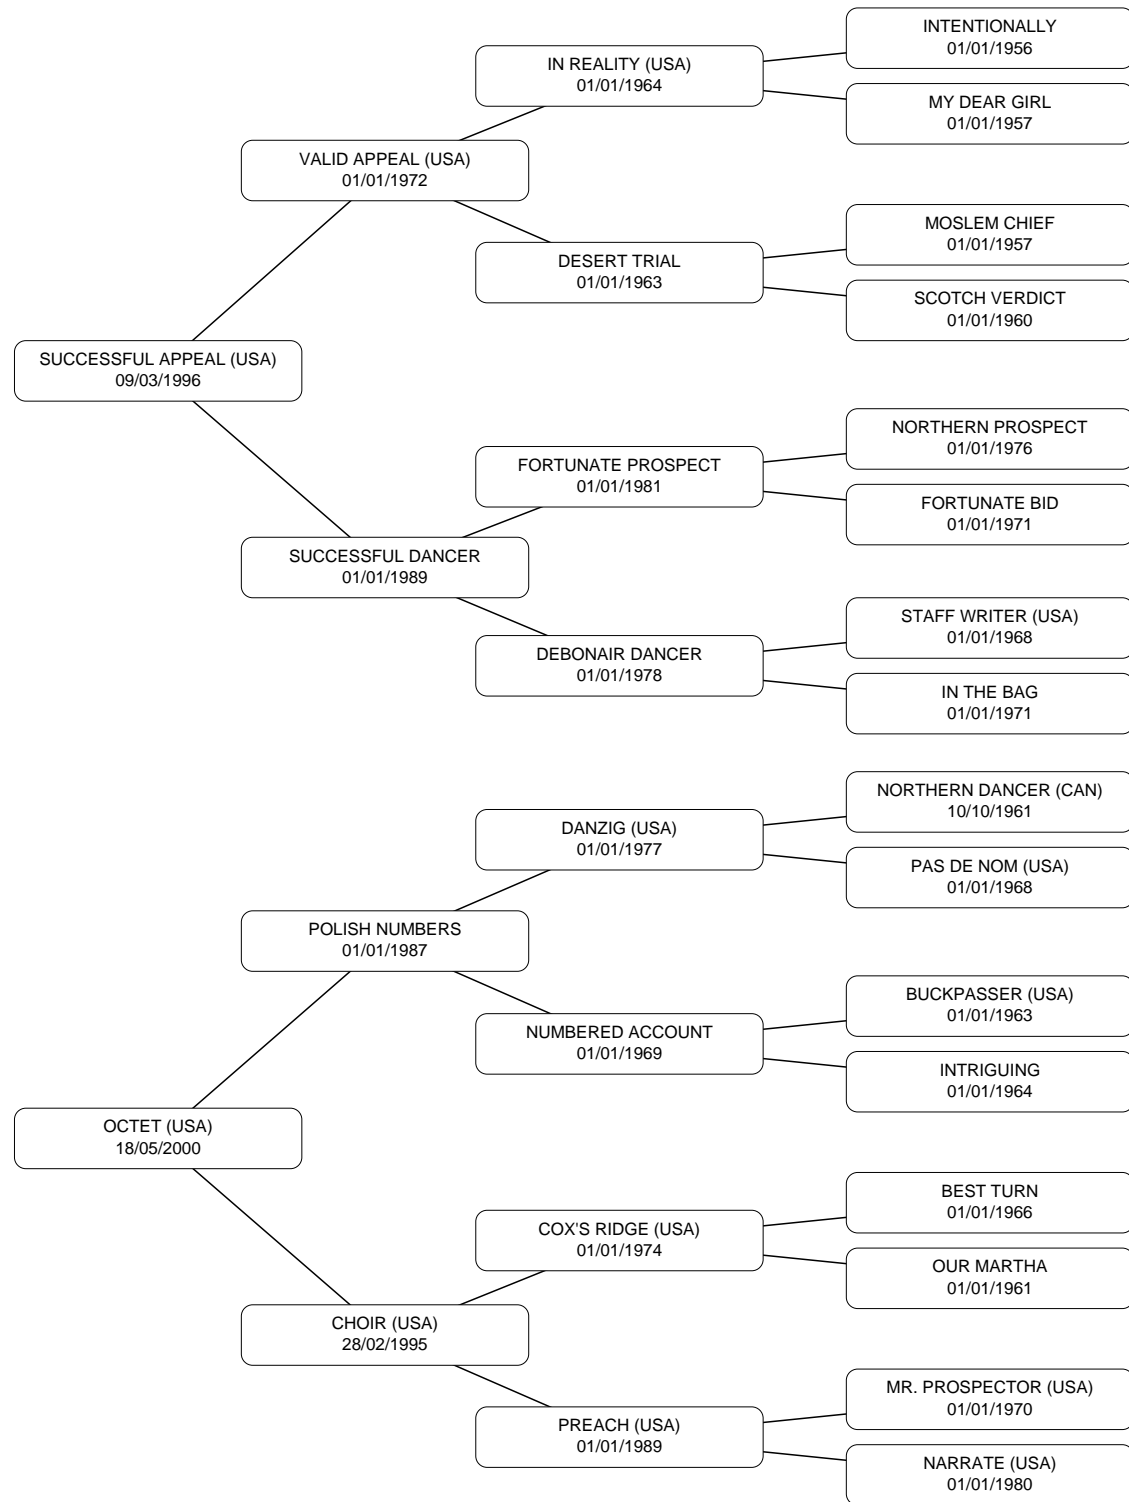 INTENTIONALLY
01/01/1956
IN REALITY (USA)
01/01/1964
MY DEAR GIRL
01/01/1957
VALID APPEAL (USA)
01/01/1972
MOSLEM CHIEF
01/01/1957
DESERT TRIAL
01/01/1963
SCOTCH VERDICT
01/01/1960
SUCCESSFUL APPEAL (USA)
09/03/1996
NORTHERN PROSPECT
01/01/1976
FORTUNATE PROSPECT
01/01/1981
FORTUNATE BID
01/01/1971
SUCCESSFUL DANCER
01/01/1989
STAFF WRITER (USA)
01/01/1968
DEBONAIR DANCER
01/01/1978
IN THE BAG
01/01/1971
NORTHERN DANCER (CAN)
10/10/1961
DANZIG (USA)
01/01/1977
PAS DE NOM (USA)
01/01/1968
POLISH NUMBERS
01/01/1987
BUCKPASSER (USA)
01/01/1963
NUMBERED ACCOUNT
01/01/1969
INTRIGUING
01/01/1964
OCTET (USA)
18/05/2000
BEST TURN
01/01/1966
COX'S RIDGE (USA)
01/01/1974
OUR MARTHA
01/01/1961
CHOIR (USA)
28/02/1995
MR. PROSPECTOR (USA)
01/01/1970
PREACH (USA)
01/01/1989
NARRATE (USA)
01/01/1980